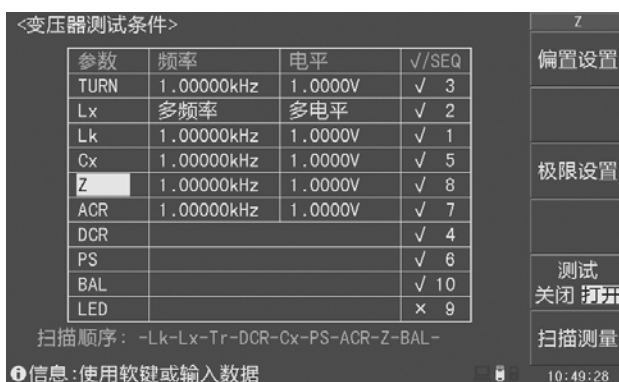 <变压器测试条件>
Z
参数 频率 电平 √/SEQ
偏置设置
TURN 1.00000kHz 1.0000V √ 3
Lx 多频率 多电平 √ 2
Lk 1.00000kHz 1.0000V √ 1
Cx 1.00000kHz 1.0000V √ 5
极限设置
Z 1.00000kHz 1.0000V √ 8
ACR 1.00000kHz 1.0000V √ 7
DCR √ 4
PS √ 6
测试
BAL √ 10
关闭 打开
LED × 9
扫描顺序: -Lk-Lx-Tr-DCR-Cx-PS-ACR-Z-BAL-
扫描测量
信息:使用软键或输入数据
10:49:28